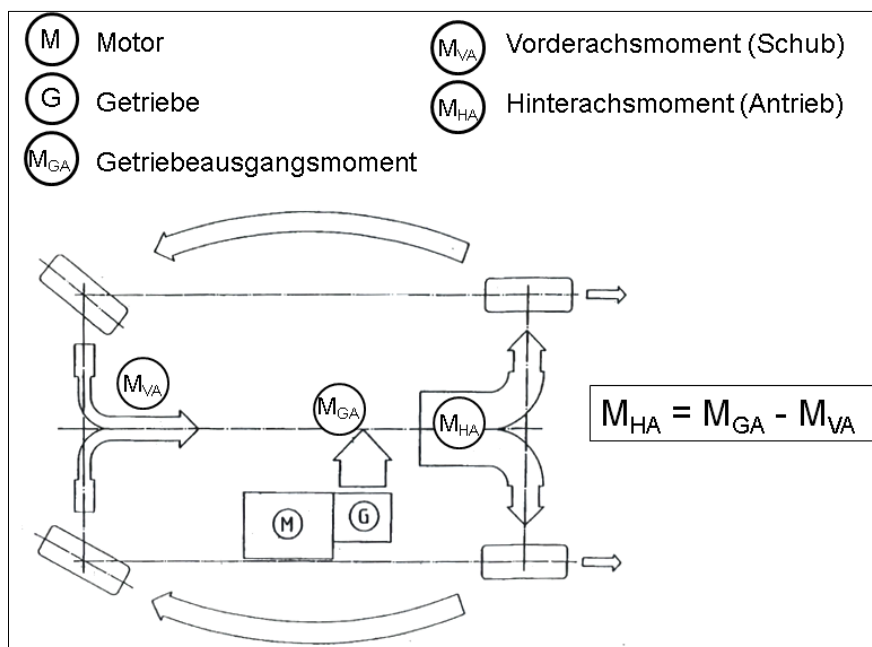 M Motor
M_VA Vorderachsmoment (Schub)
G Getriebe
M_HA Hinterachsmoment (Antrieb)
M_GA Getriebeausgangsmoment
M_VA
M_GA
M_HA
M_HA = M_GA - M_VA
M
G